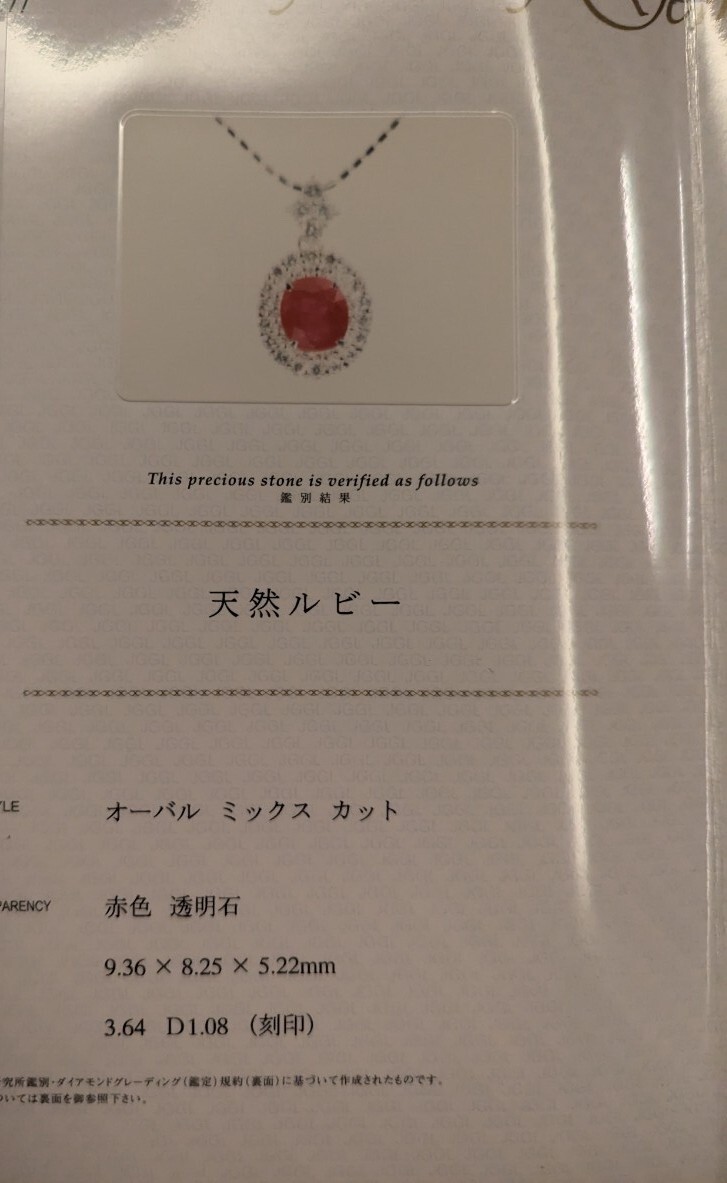 This precious stone is verified as follows
鑑別結果
天然ルビー
オーバル ミックス カット
赤色 透明石
9.36 × 8.25 × 5.22mm
3.64 D1.08 (刻印)
究所鑑別・ダイアモンドグレーディング(鑑定)規約(裏面)に基づいて作成されたものです。
ついては裏面を御参照下さい。